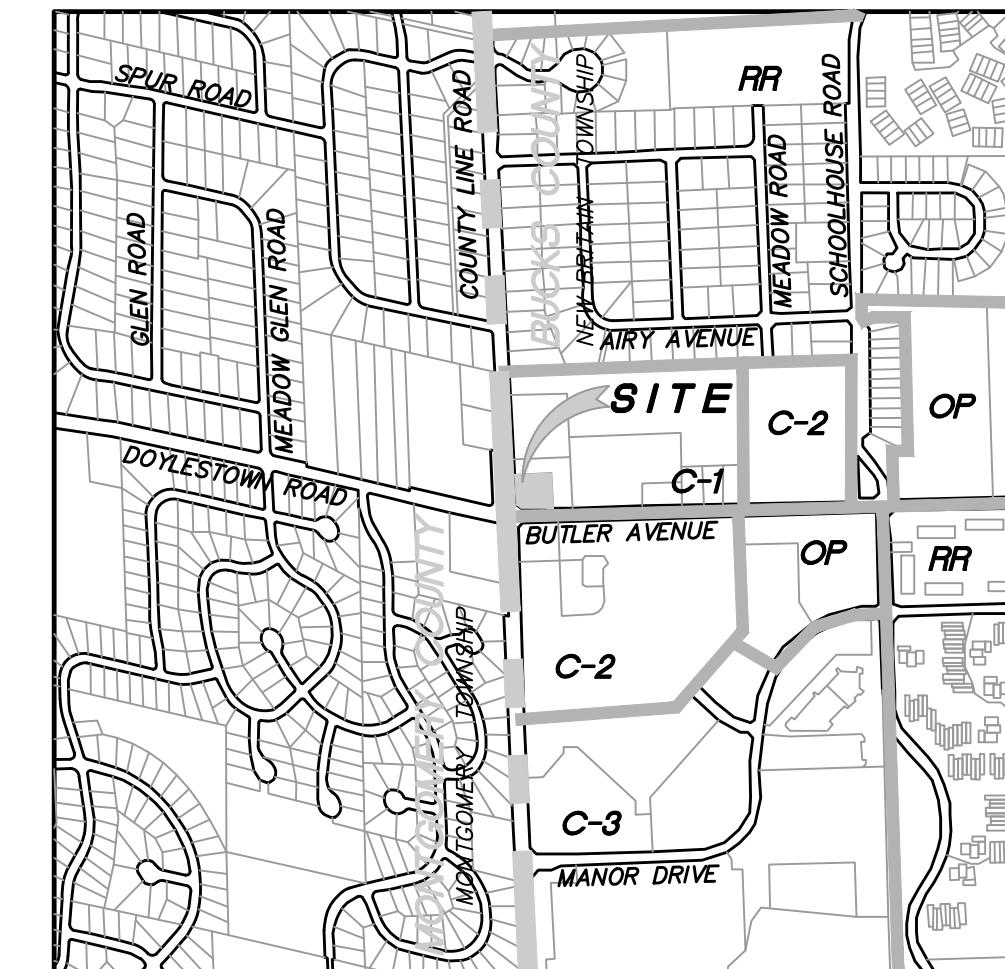 SPUR ROAD
COUNTY LINE ROAD
BUCKS COUNTY
NEW BRITAIN TOWNSHIP
RR
MEADOW ROAD
SCHOOLHOUSE ROAD
GLEN ROAD
MEADOW GLEN ROAD
AIRY AVENUE
SITE
C-2
OP
C-1
DOYLESTOWN ROAD
BUTLER AVENUE
OP
RR
MONTGOMERY COUNTY
MONTGOMERY TOWNSHIP
C-2
C-3
MANOR DRIVE